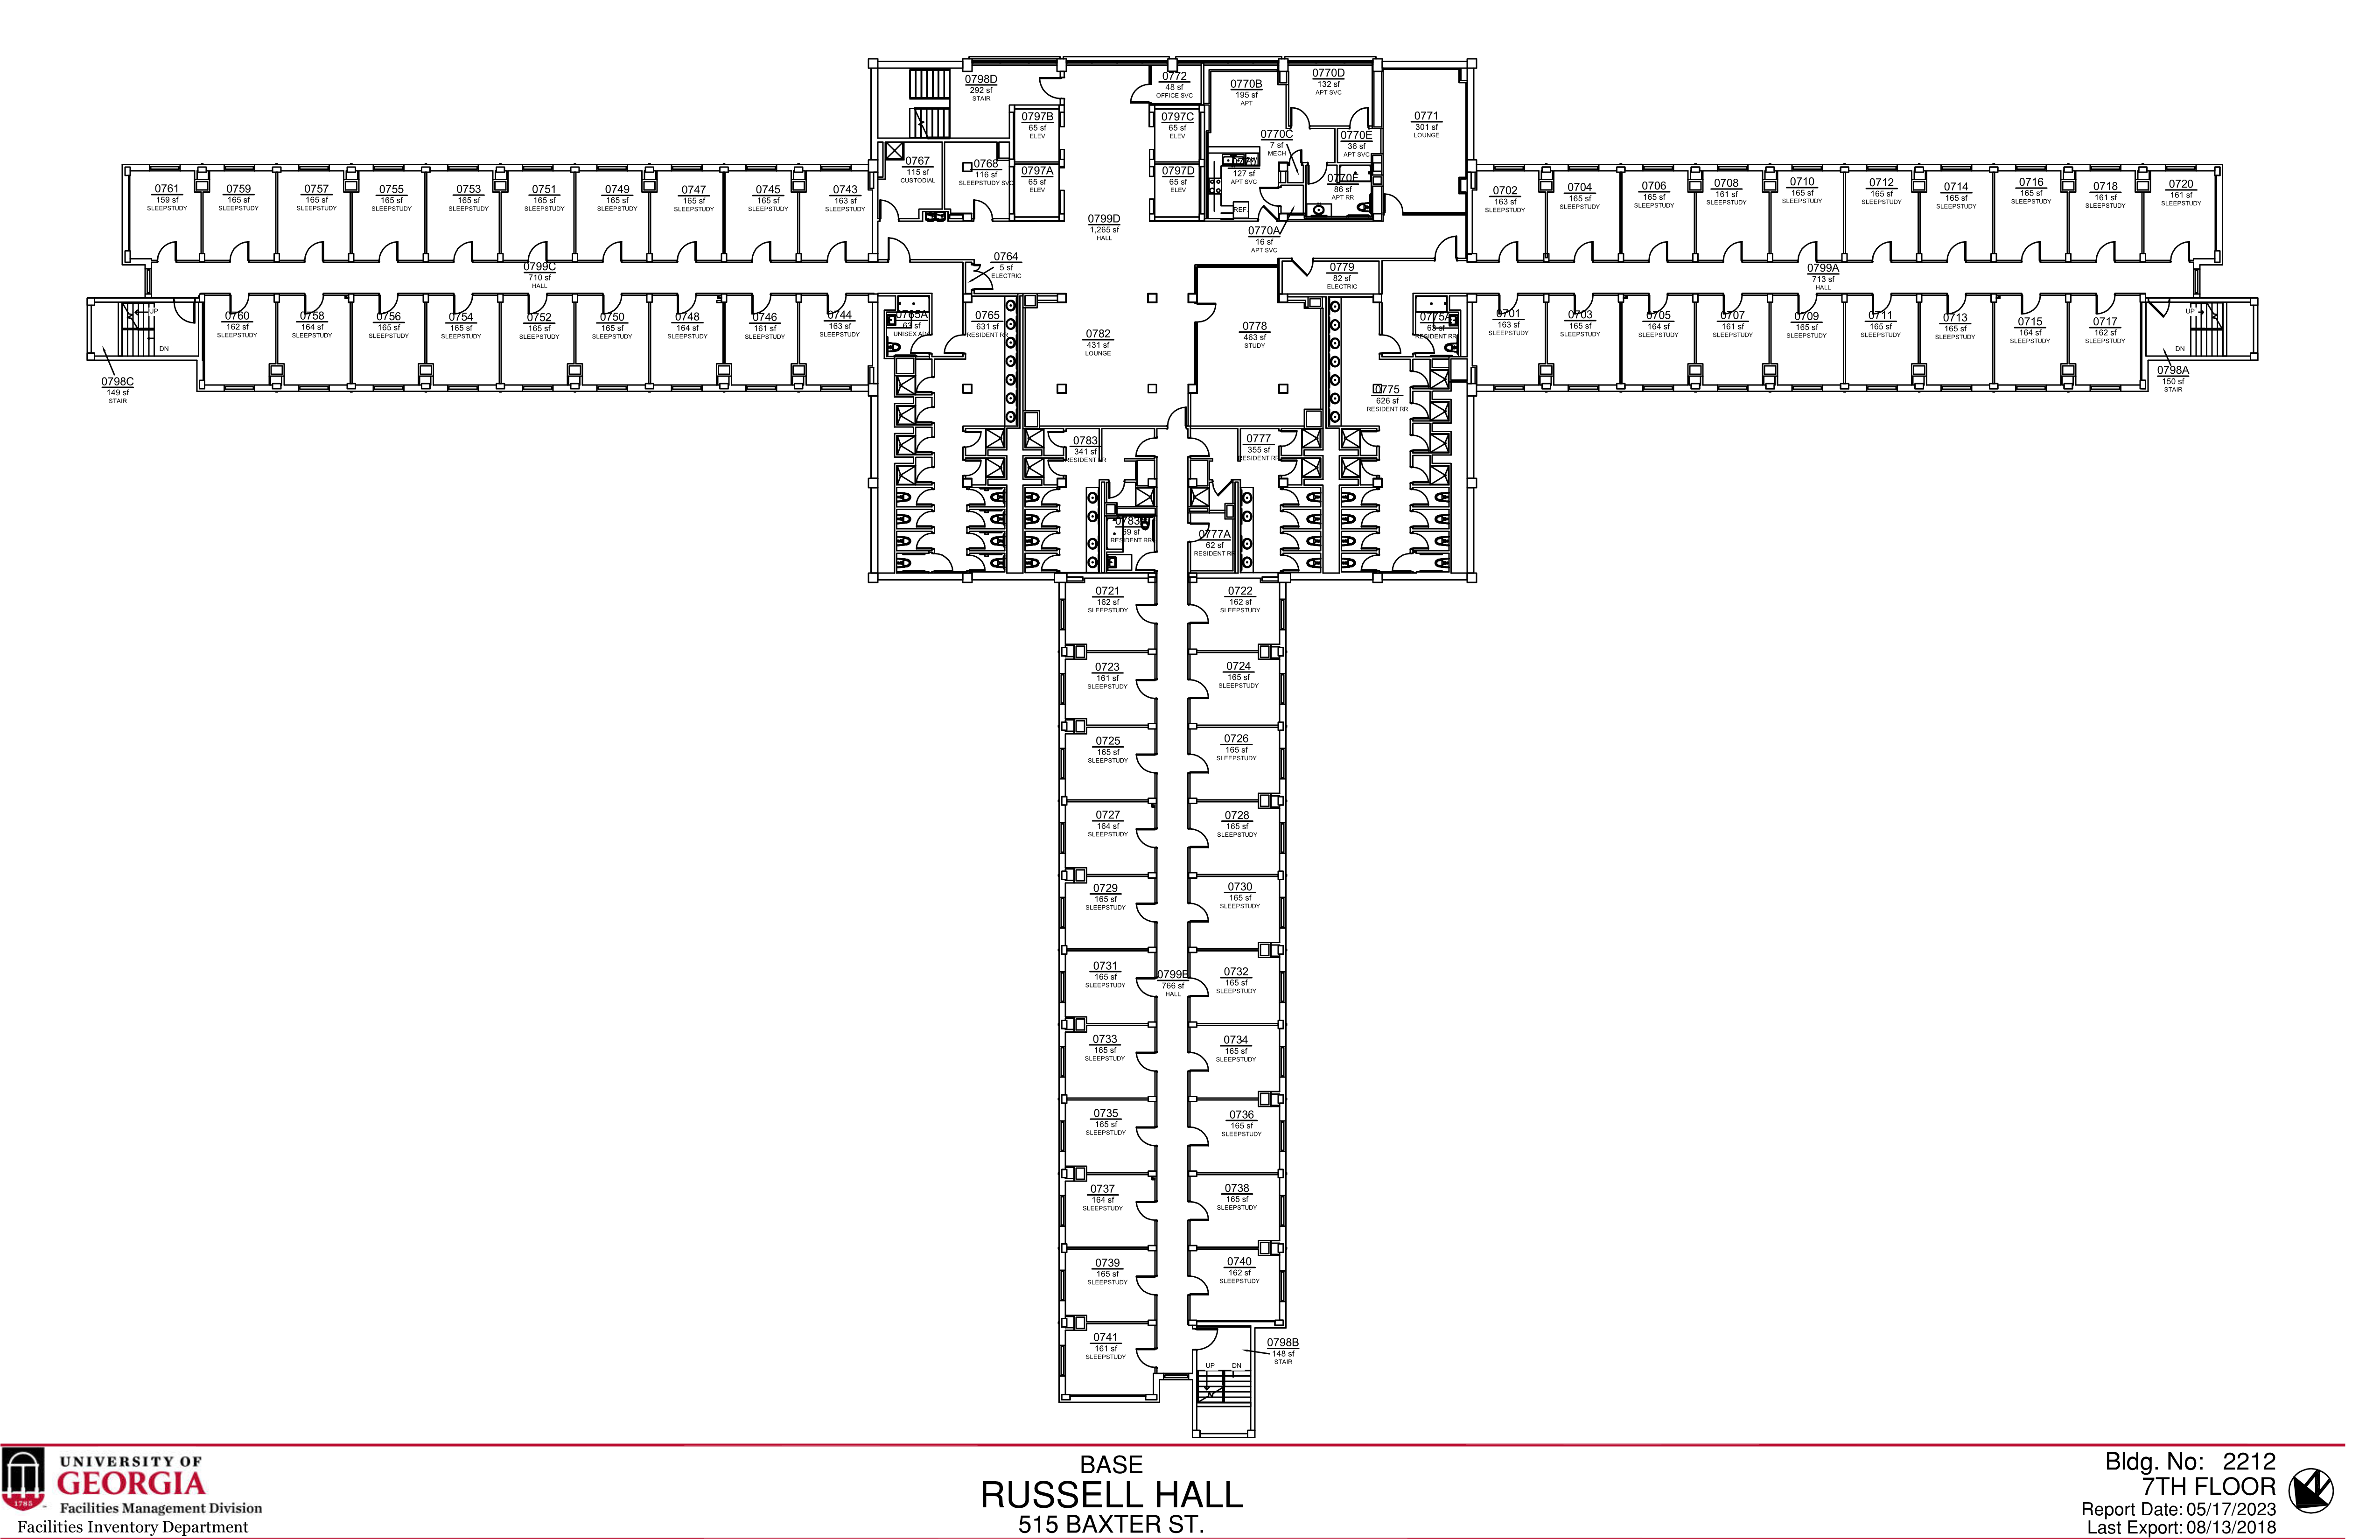 0798D
292 sf
STAIR
0772
48 sf
OFFICE SVC
0770B
195 sf
APT
0770D
132 sf
APT SVC
0771
301 sf
LOUNGE
0797B
65 sf
ELEV
0797C
65 sf
ELEV
0770C
7 sf
MECH
0770E
36 sf
APT SVC
0767
115 sf
CUSTODIAL
0768
116 sf
SLEEPSTUDY SVC
0797A
65 sf
ELEV
0797D
65 sf
ELEV
127 sf
APT SVC
REF
0770F
86 sf
APT RR
0761
159 sf
SLEEPSTUDY
0759
165 sf
SLEEPSTUDY
0757
165 sf
SLEEPSTUDY
0755
165 sf
SLEEPSTUDY
0753
165 sf
SLEEPSTUDY
0751
165 sf
SLEEPSTUDY
0749
165 sf
SLEEPSTUDY
0747
165 sf
SLEEPSTUDY
0745
165 sf
SLEEPSTUDY
0743
163 sf
SLEEPSTUDY
0702
163 sf
SLEEPSTUDY
0704
165 sf
SLEEPSTUDY
0706
165 sf
SLEEPSTUDY
0708
161 sf
SLEEPSTUDY
0710
165 sf
SLEEPSTUDY
0712
165 sf
SLEEPSTUDY
0714
165 sf
SLEEPSTUDY
0716
165 sf
SLEEPSTUDY
0718
161 sf
SLEEPSTUDY
0720
161 sf
SLEEPSTUDY
0799D
1,265 sf
HALL
0770A
16 sf
APT SVC
0764
5 sf
ELECTRIC
0779
82 sf
ELECTRIC
0799C
710 sf
HALL
0799A
713 sf
HALL
UP
DN
0798C
149 sf
STAIR
0760
162 sf
SLEEPSTUDY
0758
164 sf
SLEEPSTUDY
0756
165 sf
SLEEPSTUDY
0754
165 sf
SLEEPSTUDY
0752
165 sf
SLEEPSTUDY
0750
165 sf
SLEEPSTUDY
0748
164 sf
SLEEPSTUDY
0746
161 sf
SLEEPSTUDY
0744
163 sf
SLEEPSTUDY
0765A
63 sf
UNISEX ADA
0765
631 sf
RESIDENT RR
0782
431 sf
LOUNGE
0778
463 sf
STUDY
0775A
63 sf
RESIDENT RR
0775
626 sf
RESIDENT RR
0701
163 sf
SLEEPSTUDY
0703
165 sf
SLEEPSTUDY
0705
164 sf
SLEEPSTUDY
0707
161 sf
SLEEPSTUDY
0709
165 sf
SLEEPSTUDY
0711
165 sf
SLEEPSTUDY
0713
165 sf
SLEEPSTUDY
0715
164 sf
SLEEPSTUDY
0717
162 sf
SLEEPSTUDY
UP
DN
0798A
150 sf
STAIR
0783
341 sf
RESIDENT RR
0777
355 sf
RESIDENT RR
69 sf
RESIDENT RR
0777A
62 sf
RESIDENT RR
0721
162 sf
SLEEPSTUDY
0722
162 sf
SLEEPSTUDY
0723
161 sf
SLEEPSTUDY
0724
165 sf
SLEEPSTUDY
0725
165 sf
SLEEPSTUDY
0726
165 sf
SLEEPSTUDY
0727
164 sf
SLEEPSTUDY
0728
165 sf
SLEEPSTUDY
0729
165 sf
SLEEPSTUDY
0730
165 sf
SLEEPSTUDY
0731
165 sf
SLEEPSTUDY
0799B
766 sf
HALL
0732
165 sf
SLEEPSTUDY
0733
165 sf
SLEEPSTUDY
0734
165 sf
SLEEPSTUDY
0735
165 sf
SLEEPSTUDY
0736
165 sf
SLEEPSTUDY
0737
164 sf
SLEEPSTUDY
0738
165 sf
SLEEPSTUDY
0739
165 sf
SLEEPSTUDY
0740
162 sf
SLEEPSTUDY
0741
161 sf
SLEEPSTUDY
0798B
148 sf
STAIR
UP DN
1785
UNIVERSITY OF
GEORGIA
Facilities Management Division
Facilities Inventory Department
BASE
RUSSELL HALL
515 BAXTER ST.
Bldg. No: 2212
7TH FLOOR
Report Date: 05/17/2023
Last Export: 08/13/2018